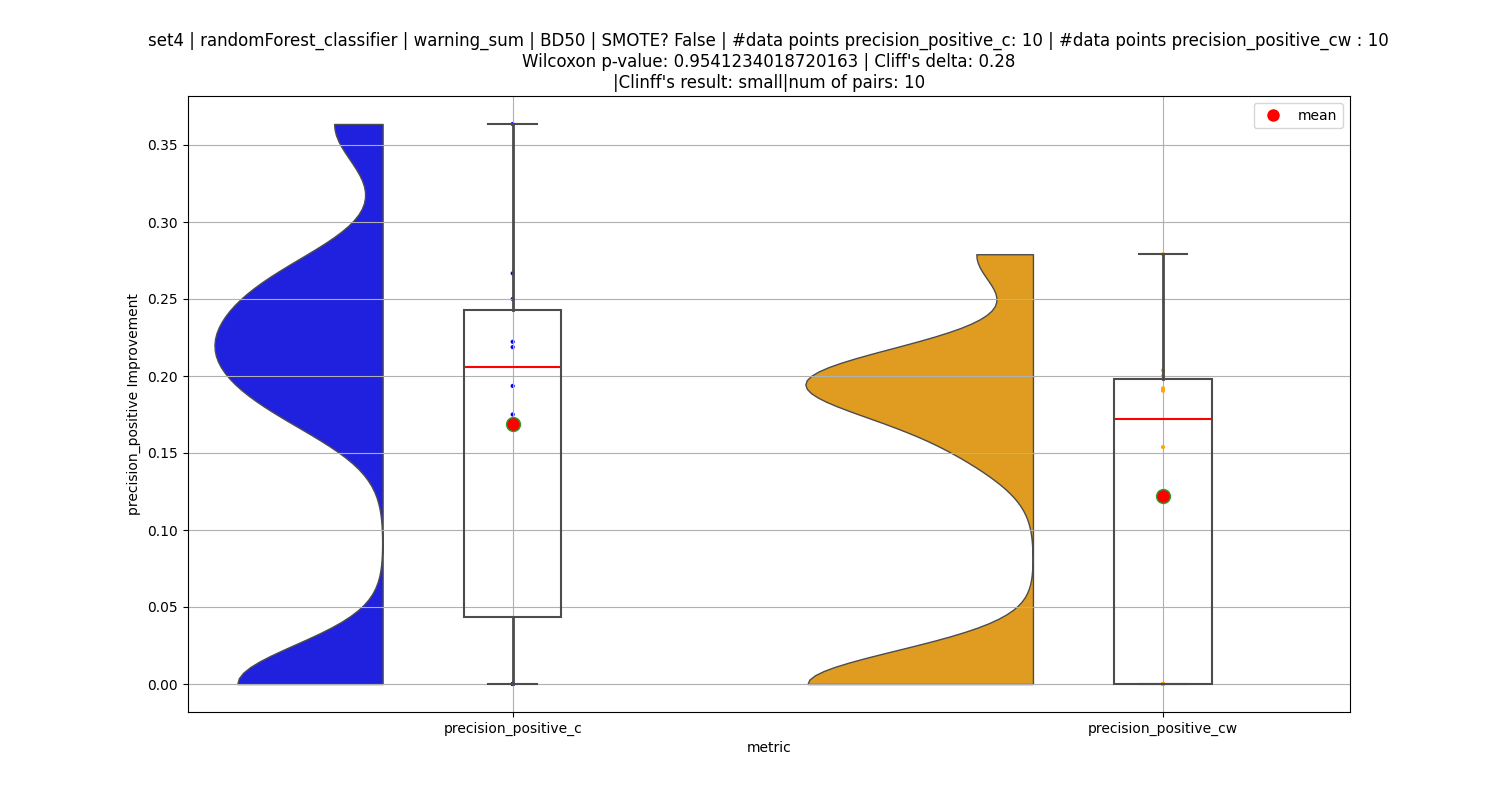 set4 | randomForest_classifier | warning_sum | BD50 | SMOTE? False | #data points precision_positive_c: 10 | #data points precision_positive_cw : 10
Wilcoxon p-value: 0.9541234018720163 | Cliff's delta: 0.28
|Clinff's result: small|num of pairs: 10
mean
0.35
0.30
0.25
0.20
0.15
0.10
0.05
0.00
precision_positive Improvement
precision_positive_c
precision_positive_cw
metric